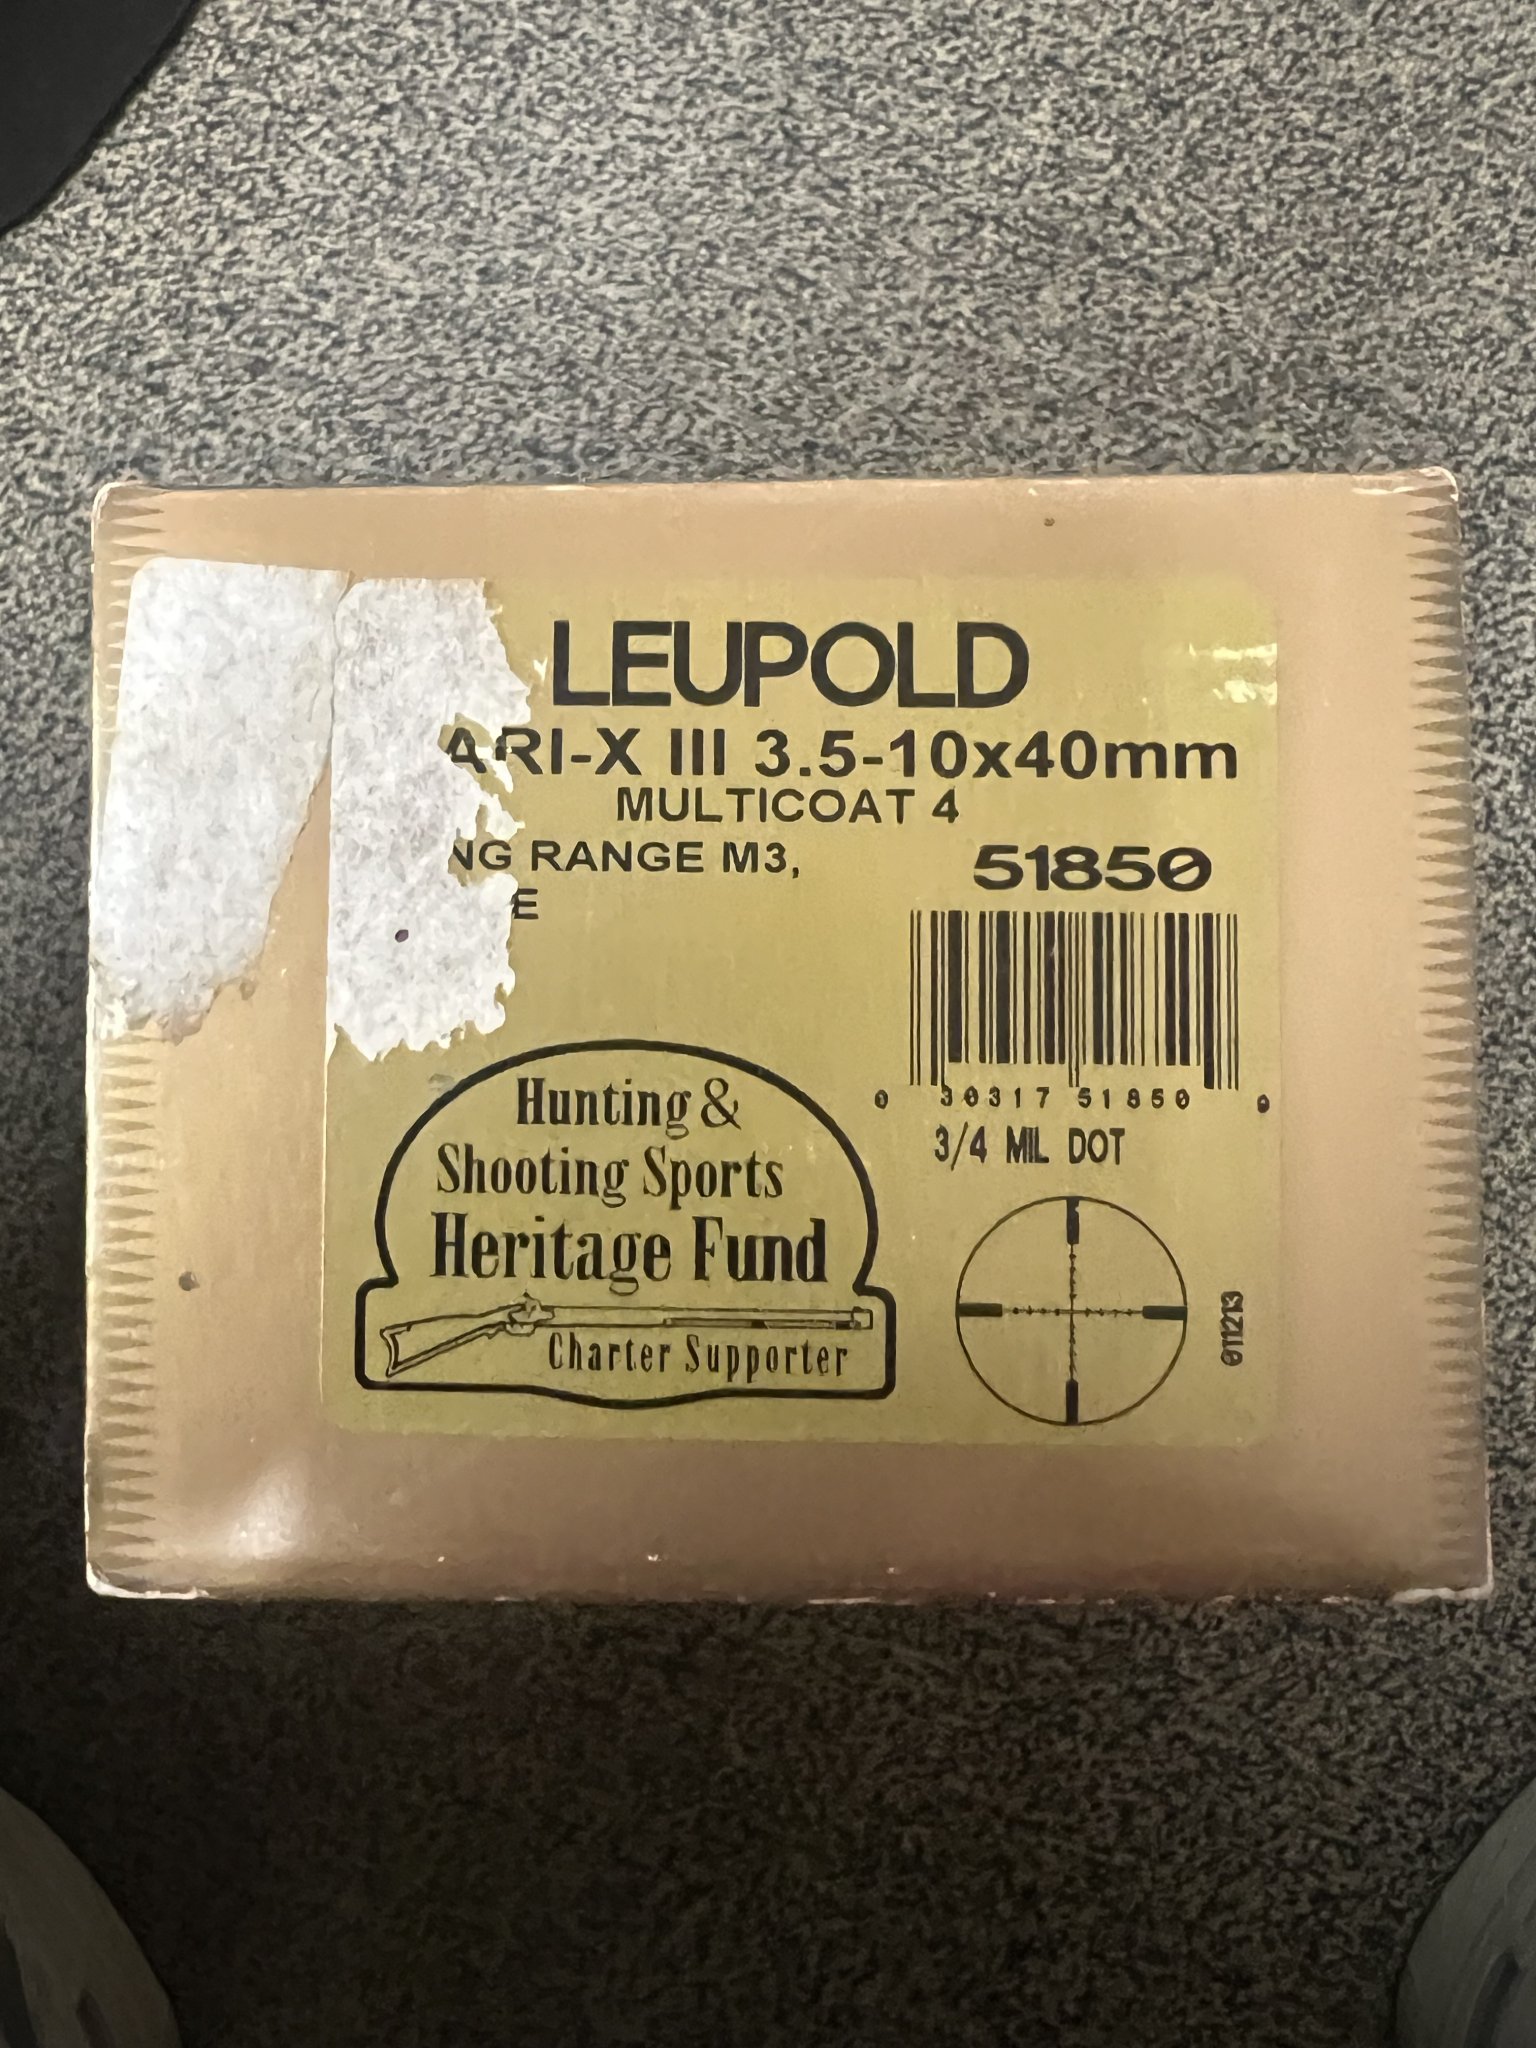 LEUPOLD
ARI-X III 3.5-10x40mm
MULTICOAT 4
NG RANGE M3,
E
51850
0 30317 51850 0
3/4 MIL DOT
Hunting &
Shooting Sports
Heritage Fund
Charter Supporter
011213